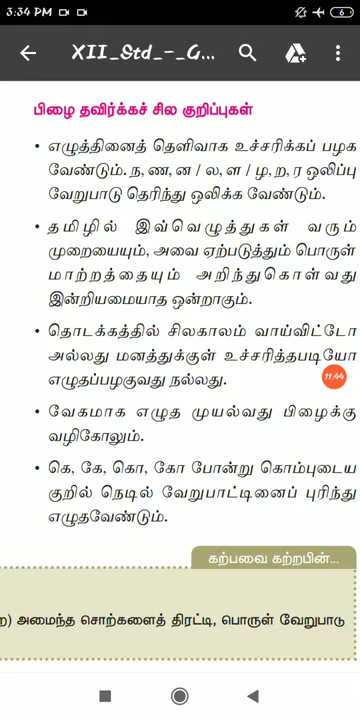 3:34 PM
6
XII_Std_-_G...
பிழை தவிர்க்கச் சில குறிப்புகள்
• எழுத்தினைத் தெளிவாக உச்சரிக்கப் பழக
வேண்டும். ந, ண, ன / ல, ள / ழ, ற, ர ஒலிப்பு
வேறுபாடு தெரிந்து ஒலிக்க வேண்டும்.
• தமிழில் இவ்வெழுத்துகள் வரும்
முறையையும், அவை ஏற்படுத்தும் பொருள்
மாற்றத்தையும் அறிந்துகொள்வது
இன்றியமையாத ஒன்றாகும்.
• தொடக்கத்தில் சிலகாலம் வாய்விட்டோ
அல்லது மனத்துக்குள் உச்சரித்தபடியோ
எழுதப்பழகுவது நல்லது.
11:44
• வேகமாக எழுத முயல்வது பிழைக்கு
வழிகோலும்.
• கெ, கே, கொ, கோ போன்று கொம்புடைய
குறில் நெடில் வேறுபாட்டினைப் புரிந்து
எழுதவேண்டும்.
கற்பவை கற்றபின்...
ற) அமைந்த சொற்களைத் திரட்டி, பொருள் வேறுபாடு